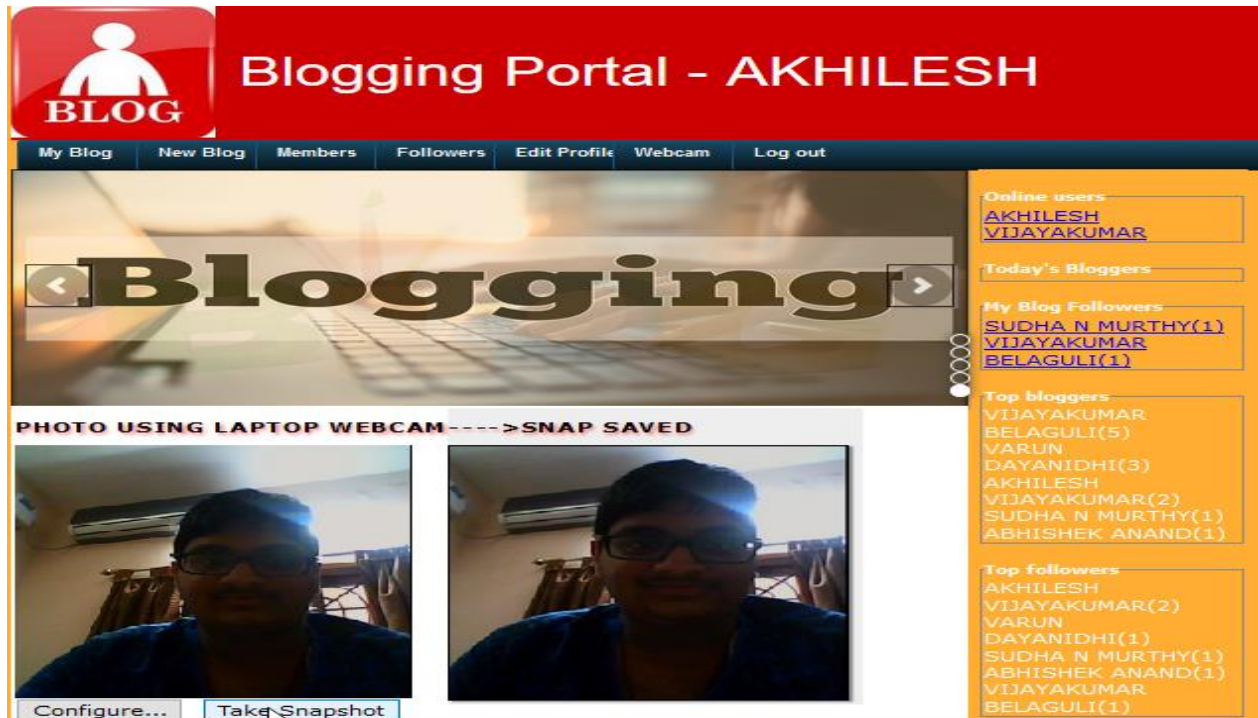 BLOG
Blogging Portal - AKHILESH
My Blog New Blog Members Followers Edit Profile Webcam Log out
Blogging
PHOTO USING LAPTOP WEBCAM---->SNAP SAVED
Configure... Take Snapshot
Online users
AKHILESH
VIJAYAKUMAR
Today's Bloggers
My Blog Followers
SUDHA N MURTHY(1)
VIJAYAKUMAR
BELAGULI(1)
Top bloggers
VIJAYAKUMAR
BELAGULI(5)
VARUN
DAYANIDHI(3)
AKHILESH
VIJAYAKUMAR(2)
SUDHA N MURTHY(1)
ABHISHEK ANAND(1)
Top followers
AKHILESH
VIJAYAKUMAR(2)
VARUN
DAYANIDHI(1)
SUDHA N MURTHY(1)
ABHISHEK ANAND(1)
VIJAYAKUMAR
BELAGULI(1)